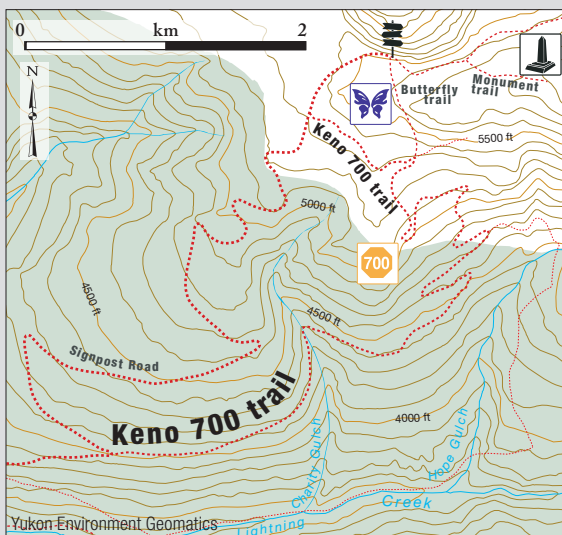 0 km 2
N
Butterfly
trail
Monument
trail
5500 ft
Keno 700 trail
5000 ft
700
4500 ft
4500 ft
Signpost Road
Keno 700 trail
4000 ft
Charity Gulch
Hope Gulch
Creek
Lightning
Yukon Environment Geomatics